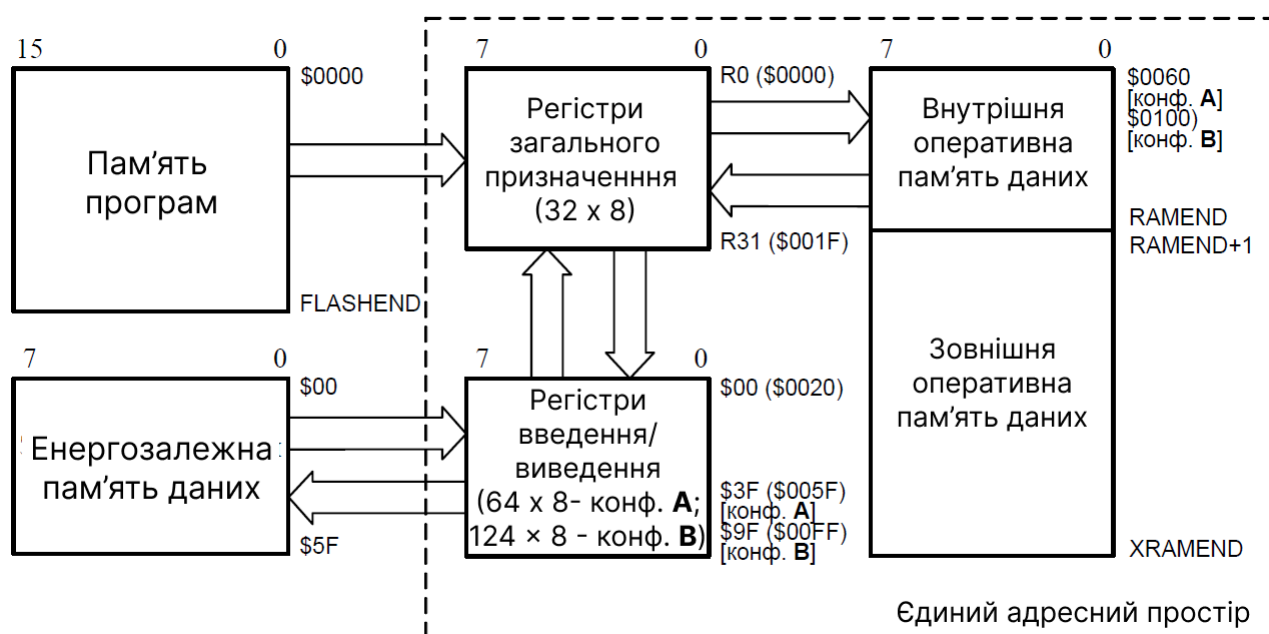 15 0
$0000
Пам'ять
програм
FLASHEND
7 0
R0 ($0000)
Регістри
загального
призначенння
(32 x 8)
R31 ($001F)
7 0
$0060
[конф. A]
$0100)
[конф. B]
Внутрішня
оперативна
пам'ять даних
RAMEND
RAMEND+1
Зовнішня
оперативна
пам'ять даних
XRAMEND
7 0
$00
Енергозалежна
пам'ять даних
$5F
7 0
$00 ($0020)
Регістри
введення/
виведення
(64 x 8- конф. A;
124 × 8 - конф. B)
$3F ($005F)
[конф. A]
$9F ($00FF)
[конф. B]
Єдиний адресний простір